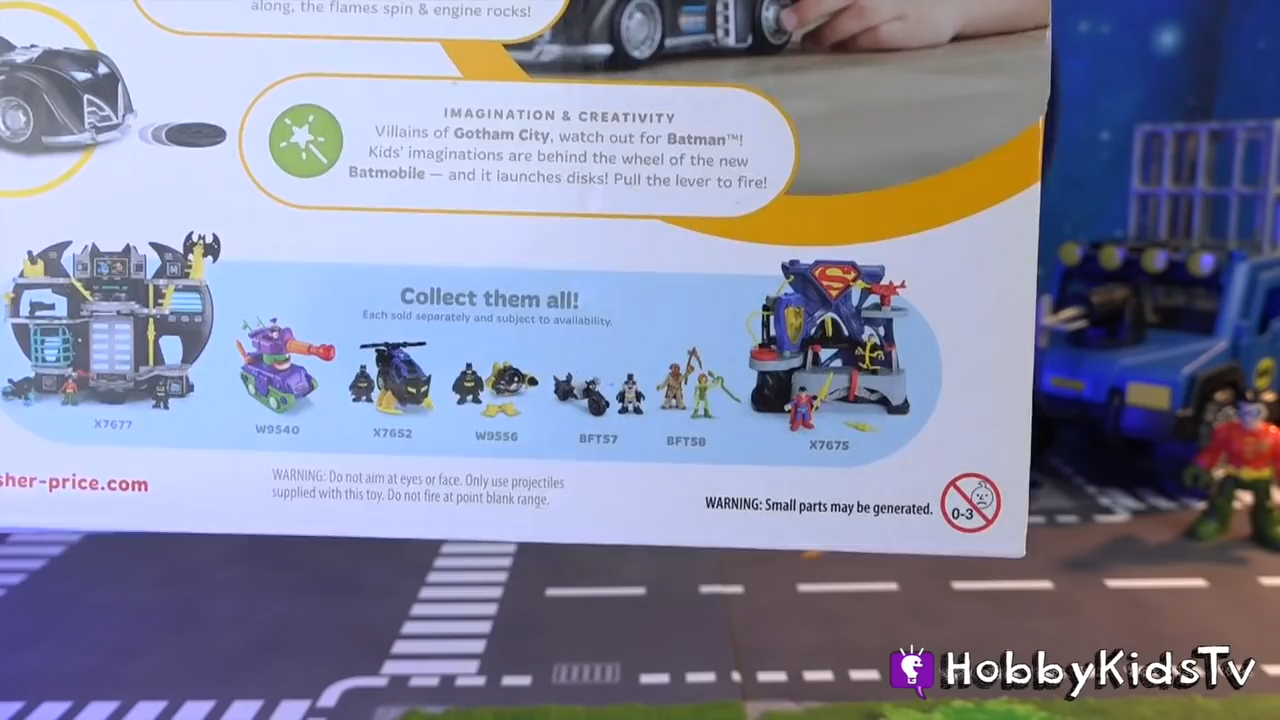 along, the flames spin & engine rocks!
IMAGINATION & CREATIVITY
Villains of Gotham City, watch out for Batman™!
Kids' imaginations are behind the wheel of the new
Batmobile — and it launches disks! Pull the lever to fire!
Collect them all!
Each sold separately and subject to availability.
X7677
W9540
X7652
W9556
BFT57
BFT58
X7675
sher-price.com
WARNING: Do not aim at eyes or face. Only use projectiles
supplied with this toy. Do not fire at point blank range.
WARNING: Small parts may be generated.
0-3
HobbyKidsTv